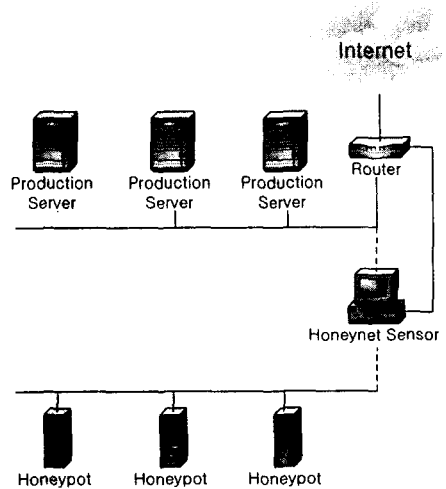 Internet
Production Production Production Router
Server Server Server
Honeynet Sensor
Honeypot Honeypot Honeypot